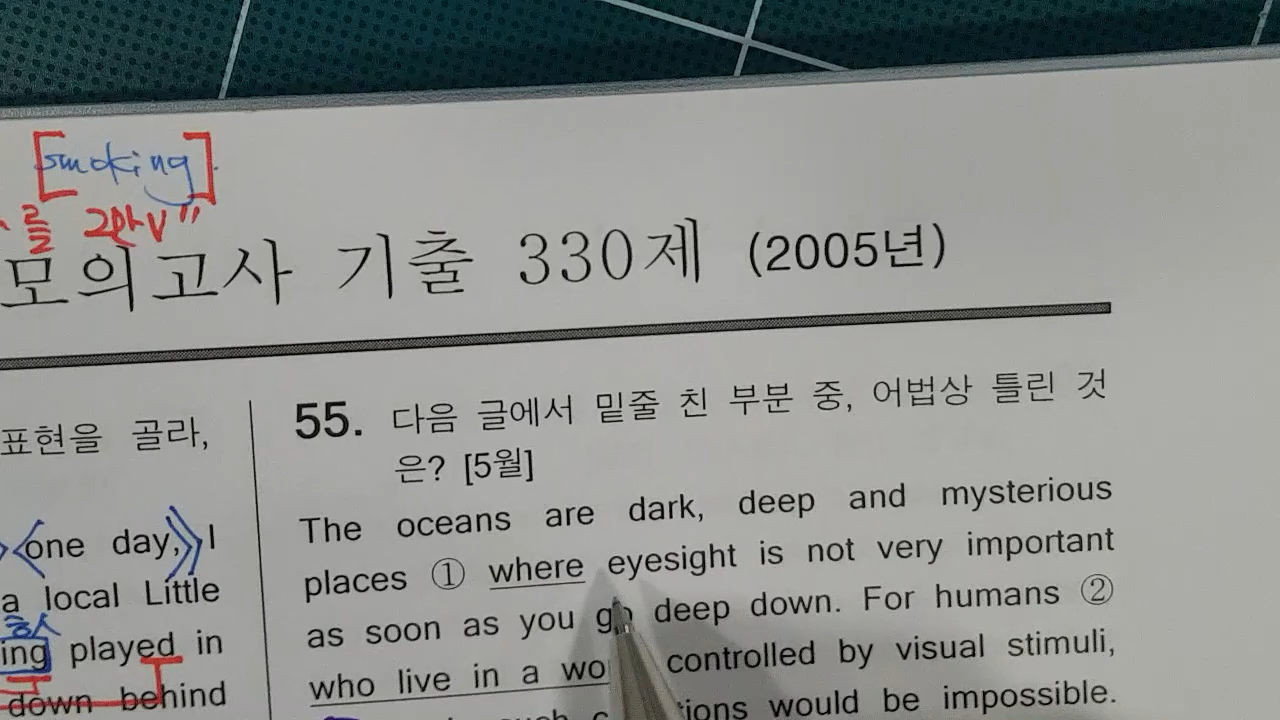 [smoking]
를 그만V"
모의고사 기출 330제 (2005년)
표현을 골라,
one day, I
a local Little
ing played in
down behind
55. 다음 글에서 밑줄 친 부분 중, 어법상 틀린 것
은? [5월]
The oceans are dark, deep and mysterious
places ① where eyesight is not very important
as soon as you go deep down. For humans ②
who live in a controlled by visual stimuli,
would be impossible.